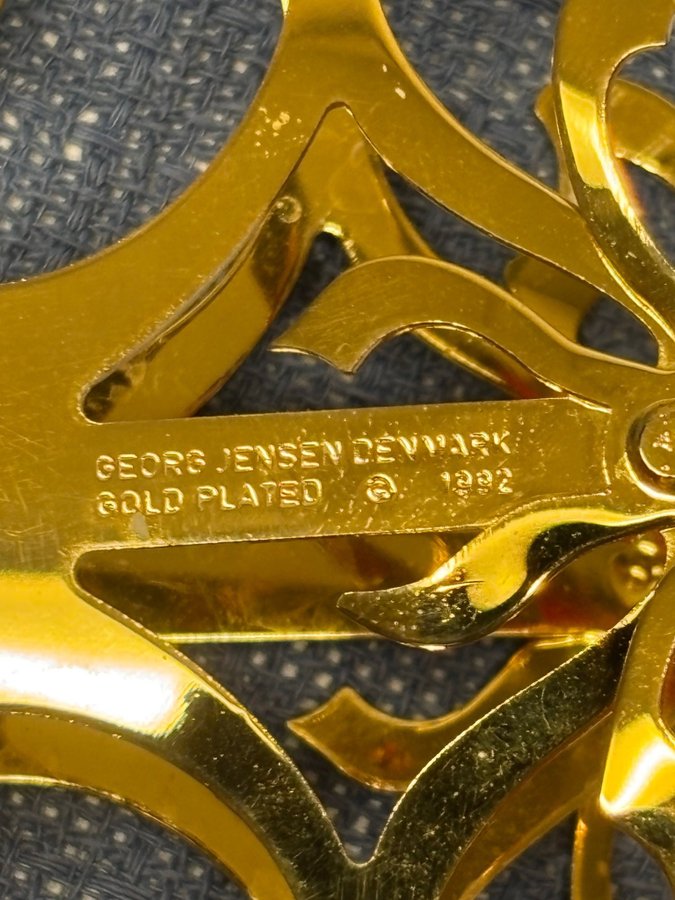 GEORG JENSEN DENMARK
GOLD PLATED © 1992